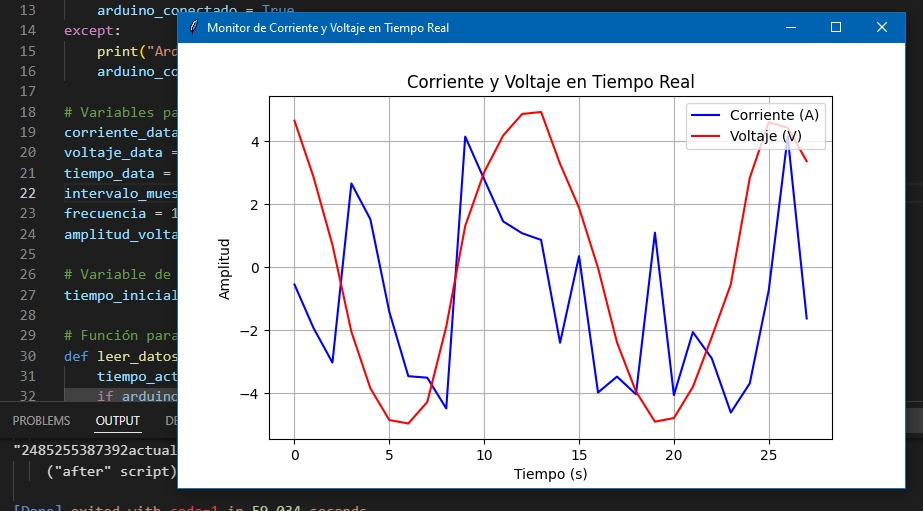 13 arduino_conectado = True
14 except:
15 print("Ard
16 arduino_co
17
18 # Variables pa
19 corriente_data
20 voltaje_data =
21 tiempo_data =
22 intervalo_mues
23 frecuencia = 1
24 amplitud_volta
25
26 # Variable de
27 tiempo_inicial
28
29 # Función para
30 def leer_datos
31 tiempo_act
32 if arduino
PROBLEMS OUTPUT DE
"2485255387392actual
("after" script)
[Done] exited with code=1 in 59.034 seconds
Monitor de Corriente y Voltaje en Tiempo Real
Corriente y Voltaje en Tiempo Real
Corriente (A)
Voltaje (V)
4
2
0
−2
−4
Amplitud
0 5 10 15 20 25
Tiempo (s)